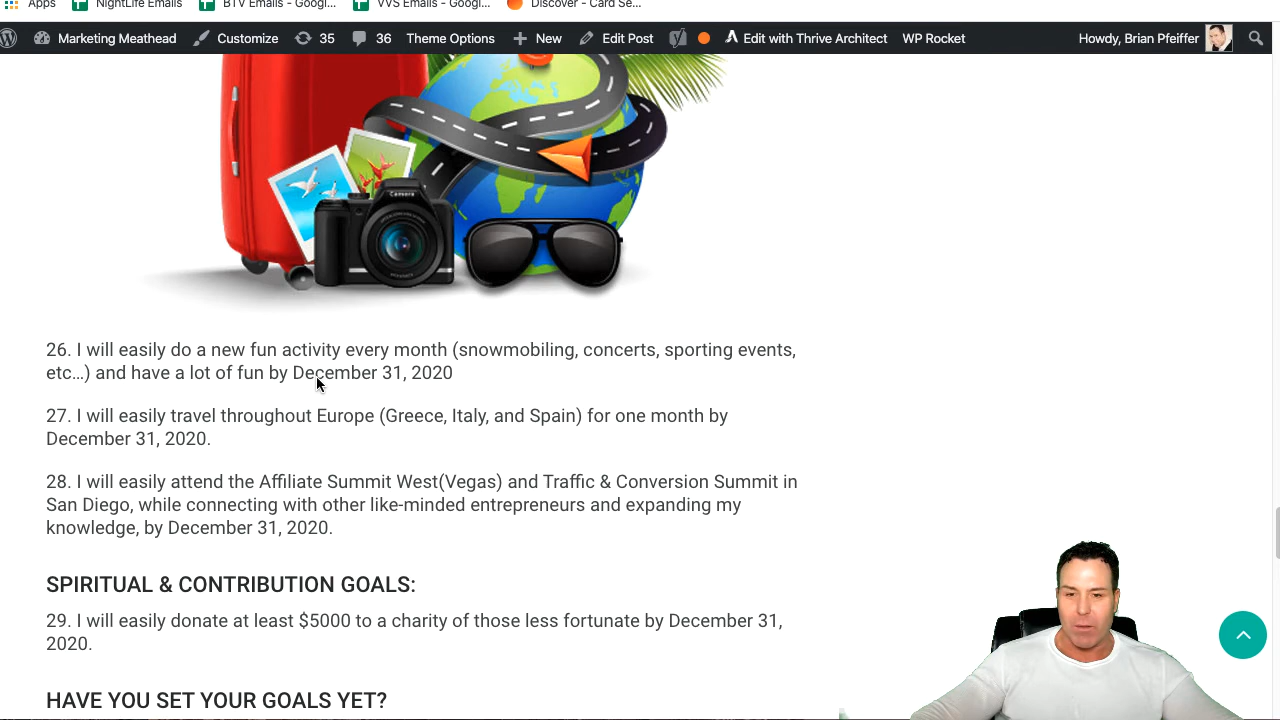 Apps NightLife Emails BTV Emails - Googl... VVS Emails - Googl... Discover - Card Se...
Marketing Meathead Customize 35 36 Theme Options New Edit Post Edit with Thrive Architect WP Rocket Howdy, Brian Pfeiffer
Camera
26. I will easily do a new fun activity every month (snowmobiling, concerts, sporting events,
etc...) and have a lot of fun by December 31, 2020
27. I will easily travel throughout Europe (Greece, Italy, and Spain) for one month by
December 31, 2020.
28. I will easily attend the Affiliate Summit West(Vegas) and Traffic & Conversion Summit in
San Diego, while connecting with other like-minded entrepreneurs and expanding my
knowledge, by December 31, 2020.
SPIRITUAL & CONTRIBUTION GOALS:
29. I will easily donate at least $5000 to a charity of those less fortunate by December 31,
2020.
HAVE YOU SET YOUR GOALS YET?